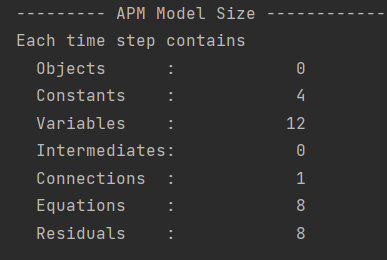 --------- APM Model Size ------------
Each time step contains
Objects : 0
Constants : 4
Variables : 12
Intermediates: 0
Connections : 1
Equations : 8
Residuals : 8